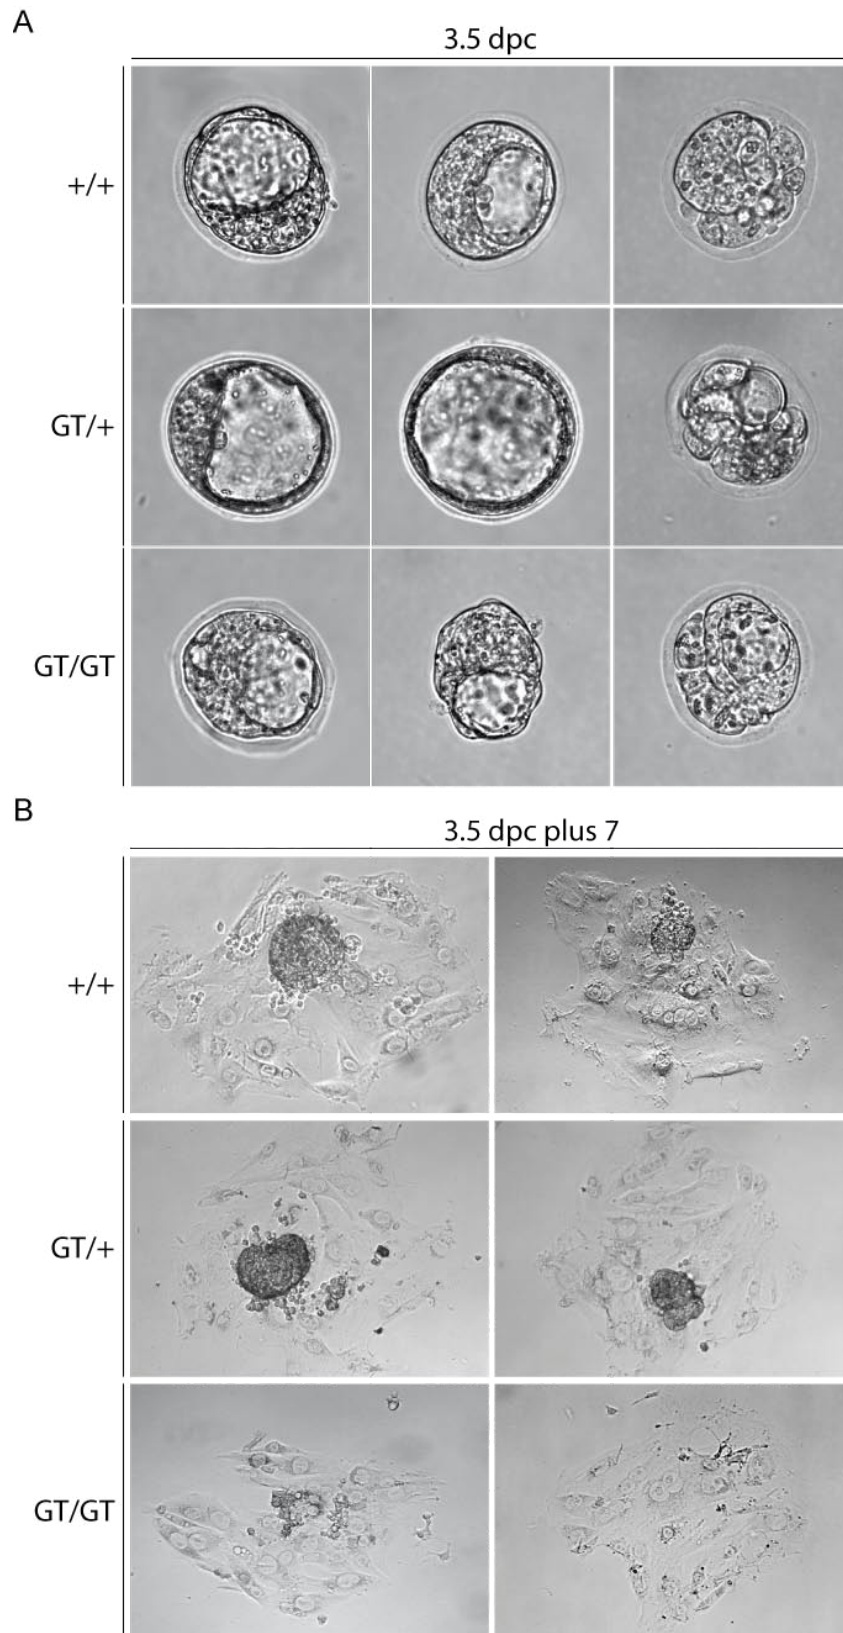 A
3.5 dpc
+/+
GT/+
GT/GT
B
3.5 dpc plus 7
+/+
GT/+
GT/GT